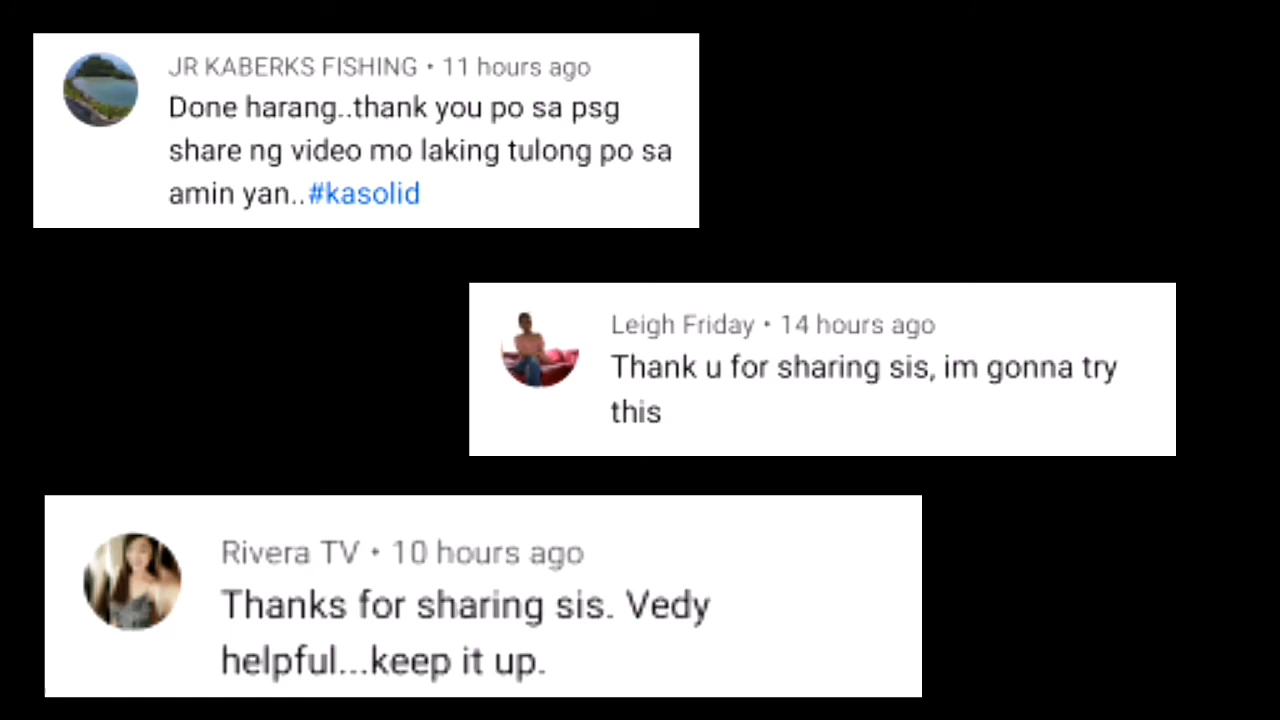 JR KABERKS FISHING • 11 hours ago
Done harang..thank you po sa psg
share ng video mo laking tulong po sa
amin yan..#kasolid
Leigh Friday • 14 hours ago
Thank u for sharing sis, im gonna try
this
Rivera TV • 10 hours ago
Thanks for sharing sis. Vedy
helpful...keep it up.